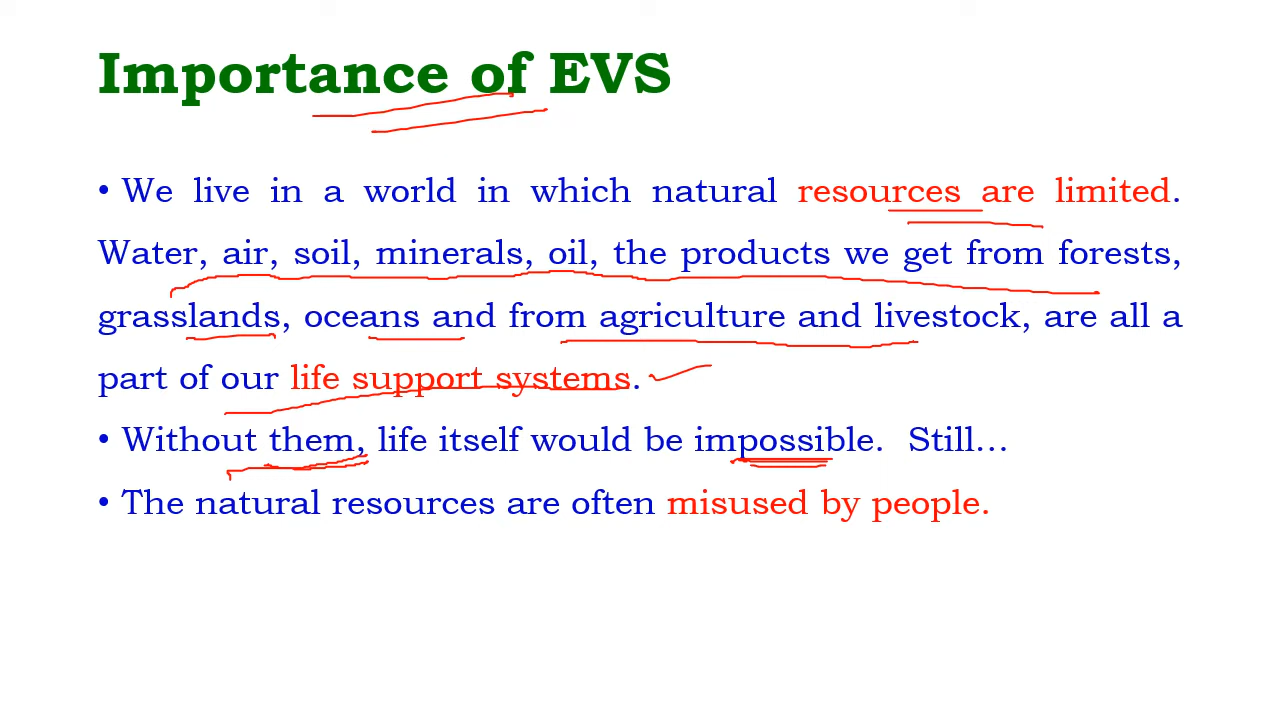 Importance of EVS
• We live in a world in which natural resources are limited.
Water, air, soil, minerals, oil, the products we get from forests,
grasslands, oceans and from agriculture and livestock, are all a
part of our life support systems.
• Without them, life itself would be impossible. Still…
• The natural resources are often misused by people.